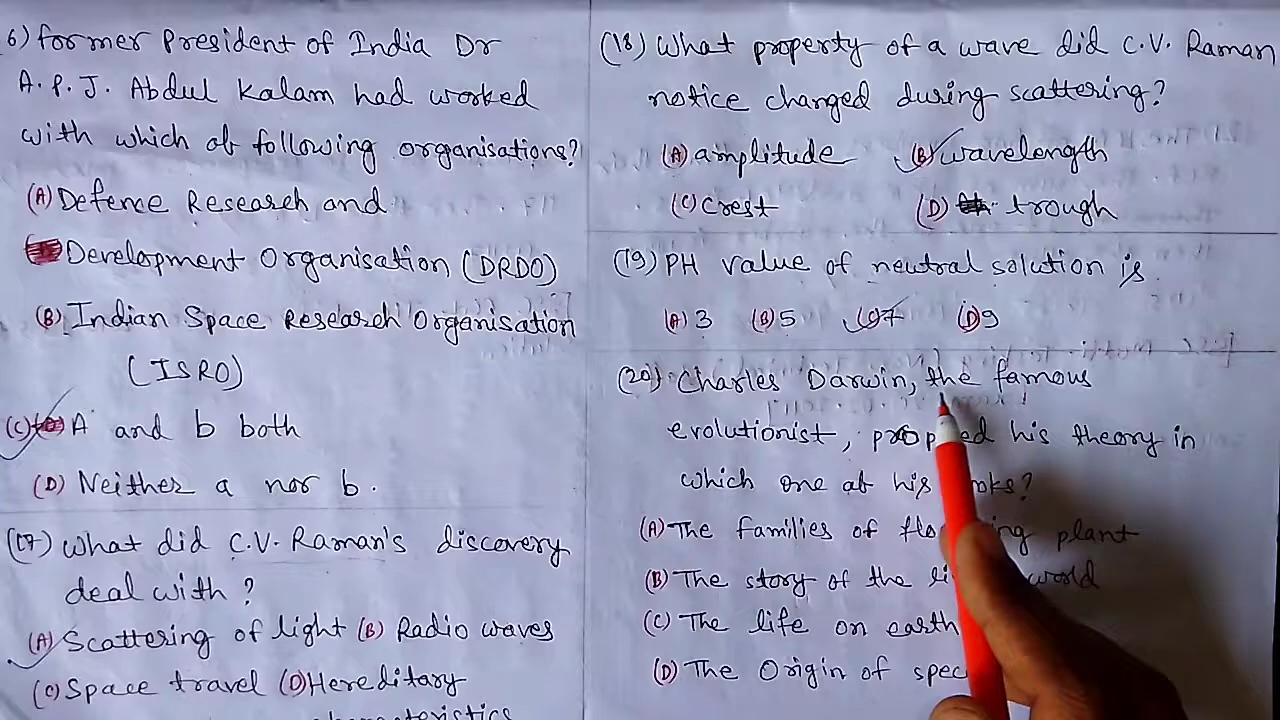 6) Former President of India Dr
A.P.J. Abdul Kalam had worked
with which of following organisations?
(A) Defence Research and
Development Organisation (DRDO)
(B) Indian Space Research Organisation
(ISRO)
(C) A and b both
(D) Neither a nor b.
(17) What did C.V. Raman's discovery
deal with?
(A) Scattering of light (B) Radio waves
(C) Space travel (D) Hereditary
(18) What property of a wave did C.V. Raman
notice changed during scattering?
(A) amplitude (B) wavelength
(C) Crest (D) trough
(19) PH value of neutral solution is
(A) 3 (B) 5 (C) 7 (D) 9
(20) Charles Darwin, the famous
evolutionist, his theory in
which one of his
(A) The families of plant
(B) The story of the world
(C) The life on earth
(D) The Origin of